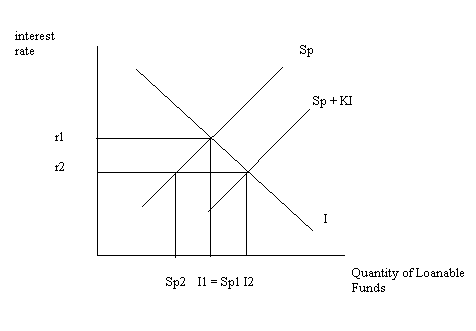 interest
rate
Sp
Sp + KI
r1
r2
I
Sp2 I1 = Sp1 I2
Quantity of Loanable
Funds